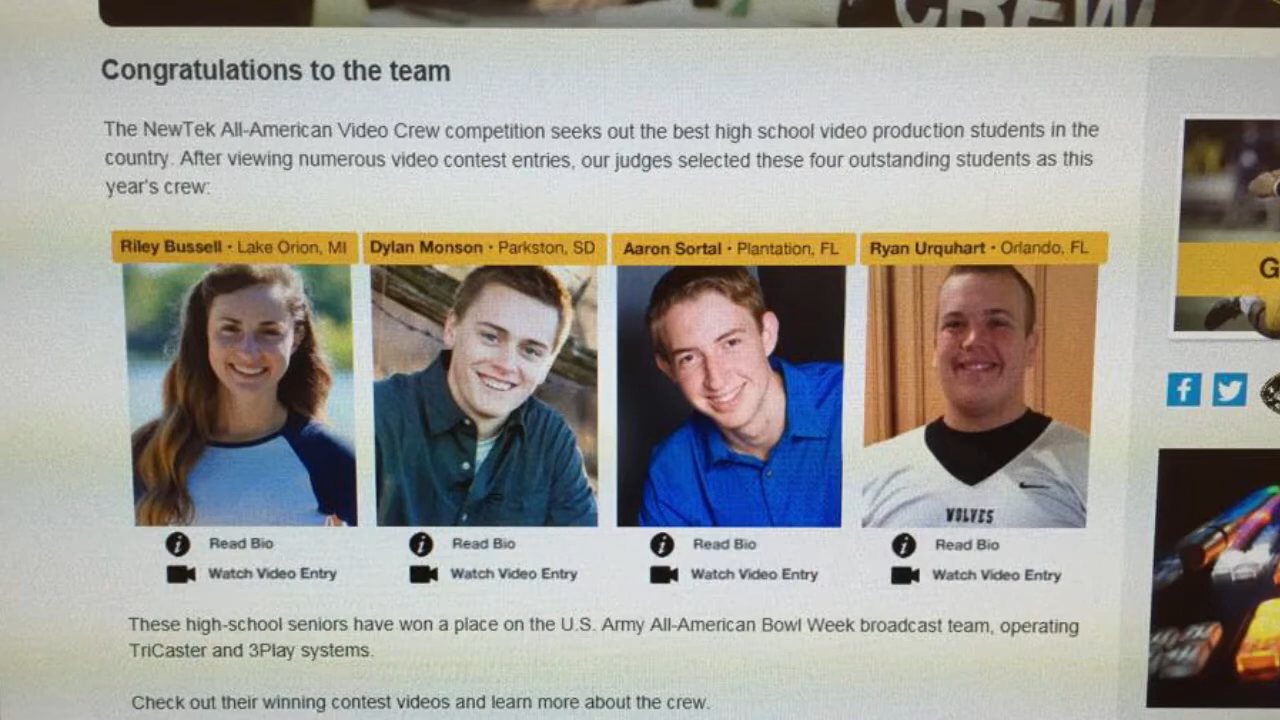 CREW
Congratulations to the team
The NewTek All-American Video Crew competition seeks out the best high school video production students in the
country. After viewing numerous video contest entries, our judges selected these four outstanding students as this
year's crew:
Riley Bussell · Lake Orion, MI
Dylan Monson · Parkston, SD
Aaron Sortal · Plantation, FL
Ryan Urquhart · Orlando, FL
G
WOLVES
Read Bio
Watch Video Entry
Read Bio
Watch Video Entry
Read Bio
Watch Video Entry
Read Bio
Watch Video Entry
These high-school seniors have won a place on the U.S. Army All-American Bowl Week broadcast team, operating
TriCaster and 3Play systems.
Check out their winning contest videos and learn more about the crew.